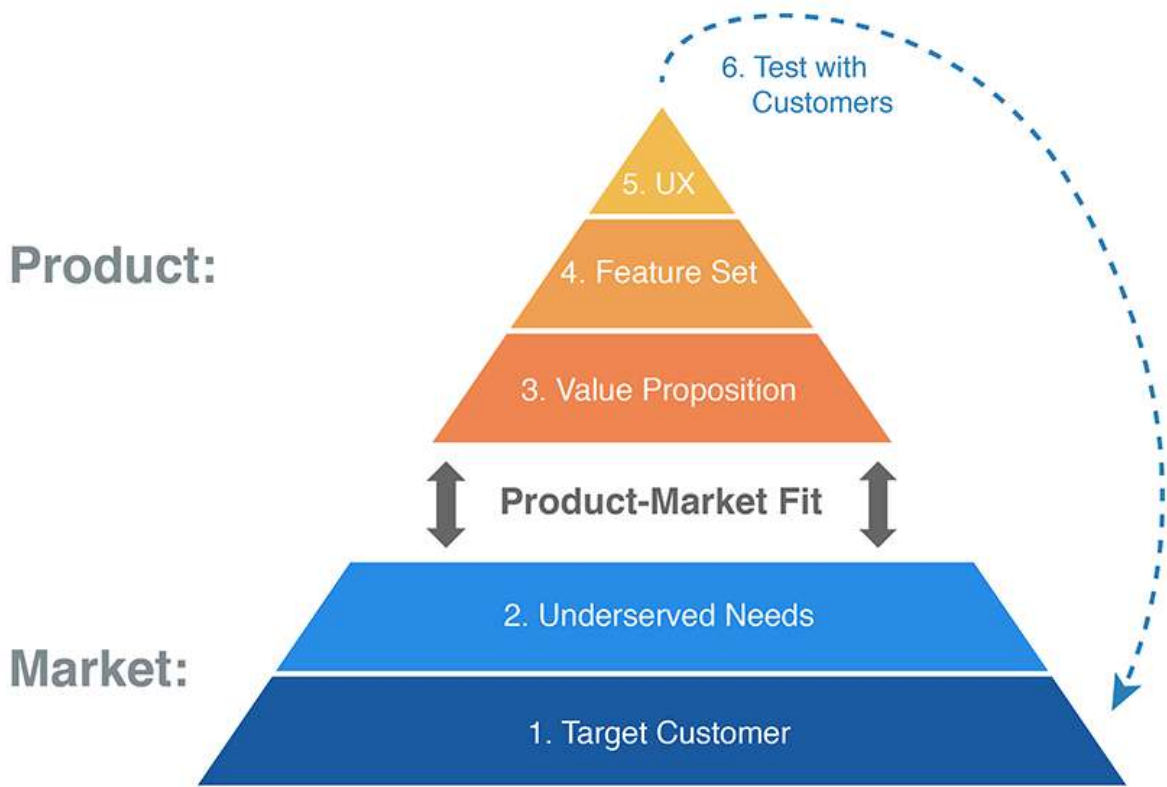 6. Test with
Customers
5. UX
Product:
4. Feature Set
3. Value Proposition
Product-Market Fit
2. Underserved Needs
Market:
1. Target Customer